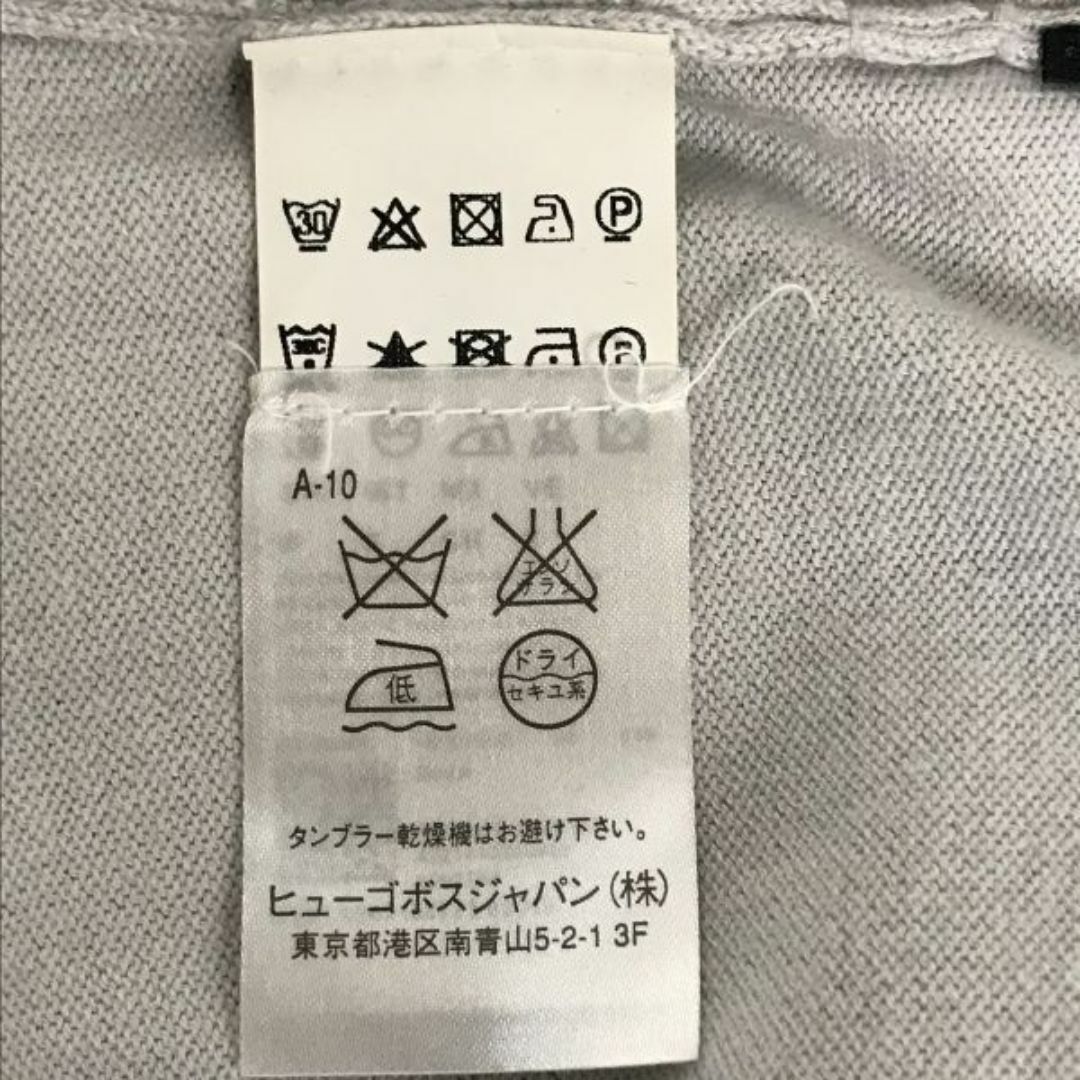 30 P
30C P
A-10
エンソ
サラシ
低
ドライ
セキユ系
タンブラー乾燥機はお避け下さい。
ヒューゴボスジャパン(株)
東京都港区南青山5-2-1 3F